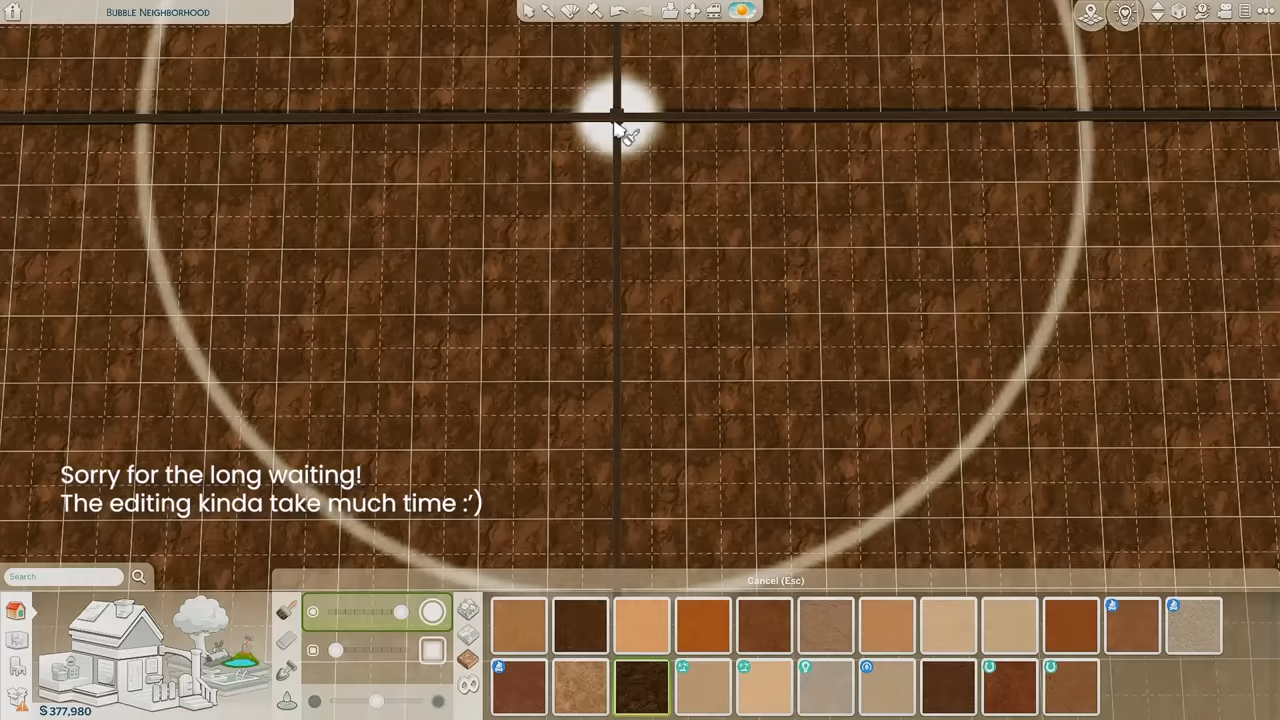 BUBBLE NEIGHBORHOOD
Sorry for the long waiting!
The editing kinda take much time :’)
Search
Cancel (Esc)
§377,980